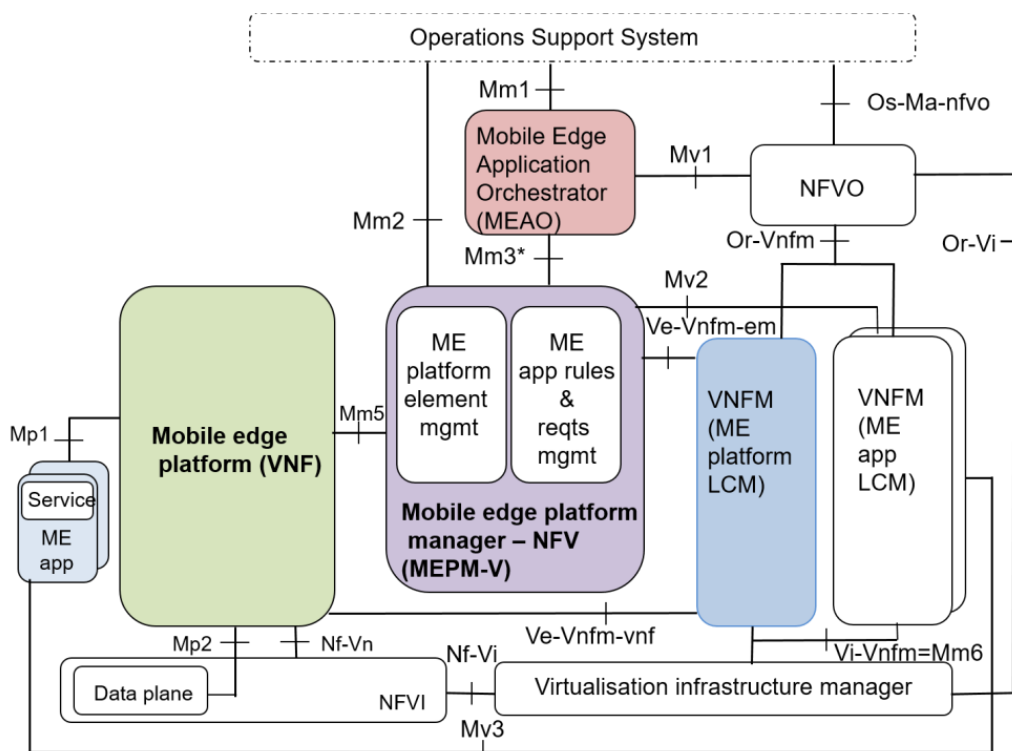 Operations Support System
Mm1
Os-Ma-nfvo
Mobile Edge
Application
Orchestrator
(MEAO)
Mv1
NFVO
Mm2
Mm3*
Or-Vnfm
Or-Vi
Mv2
Ve-Vnfm-em
ME
platform
element
mgmt
ME
app rules
&
reqts
mgmt
VNFM
(ME
platform
LCM)
VNFM
(ME
app
LCM)
Mp1
Mm5
Mobile edge
platform (VNF)
Service
ME
app
Mobile edge platform
manager – NFV
(MEPM-V)
Ve-Vnfm-vnf
Mp2
Nf-Vn
Nf-Vi
Vi-Vnfm=Mm6
Data plane
NFVI
Virtualisation infrastructure manager
Mv3